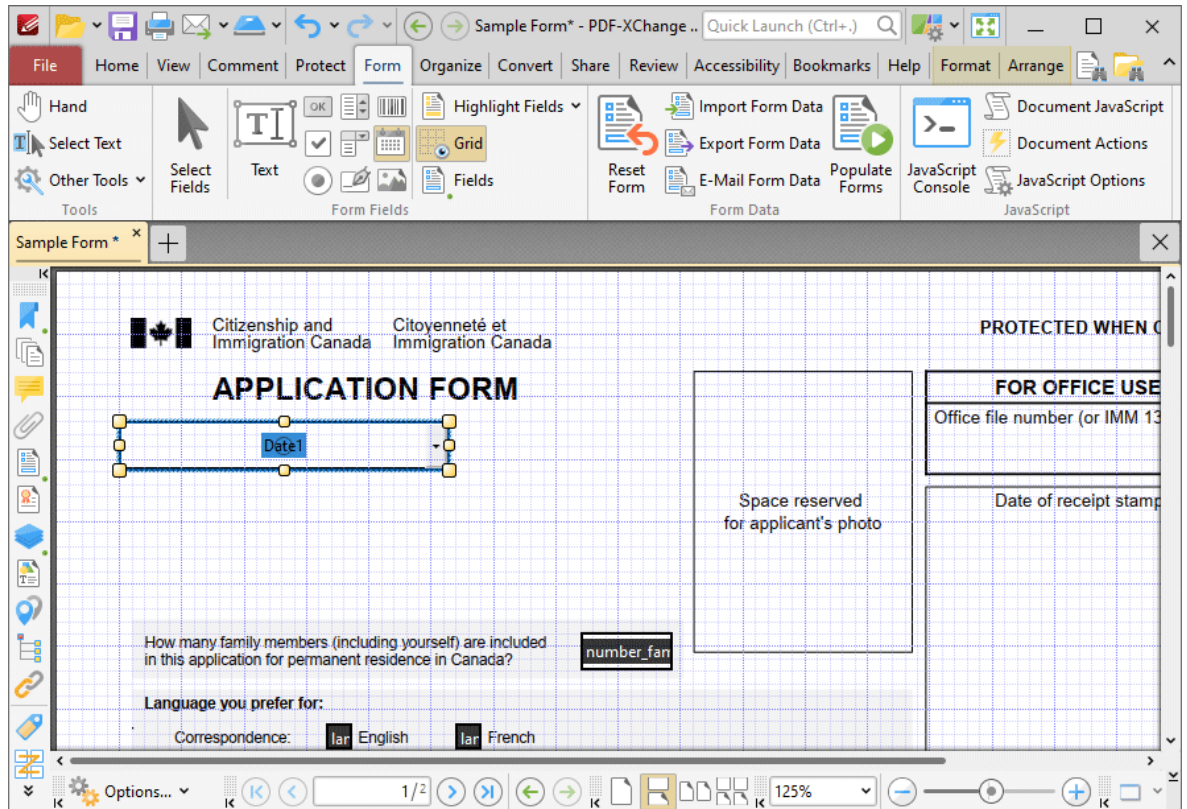 Sample Form* - PDF-XChange ..
Quick Launch (Ctrl+.)
File Home View Comment Protect Form Organize Convert Share Review Accessibility Bookmarks Help Format Arrange
Hand
Select Text
Other Tools
Tools
Select Fields
Text
OK
Form Fields
Highlight Fields
Grid
Fields
Reset Form
Import Form Data
Export Form Data
E-Mail Form Data
Populate Forms
Form Data
JavaScript Console
Document JavaScript
Document Actions
JavaScript Options
JavaScript
Sample Form *
Citizenship and
Immigration Canada
Citoyenneté et
Immigration Canada
PROTECTED WHEN
APPLICATION FORM
FOR OFFICE USE
Office file number (or IMM 13
Date1
Space reserved
for applicant's photo
Date of receipt stamp
How many family members (including yourself) are included
in this application for permanent residence in Canada?
number_fam
Language you prefer for:
Correspondence: lar English lar French
Options...
1/2
125%